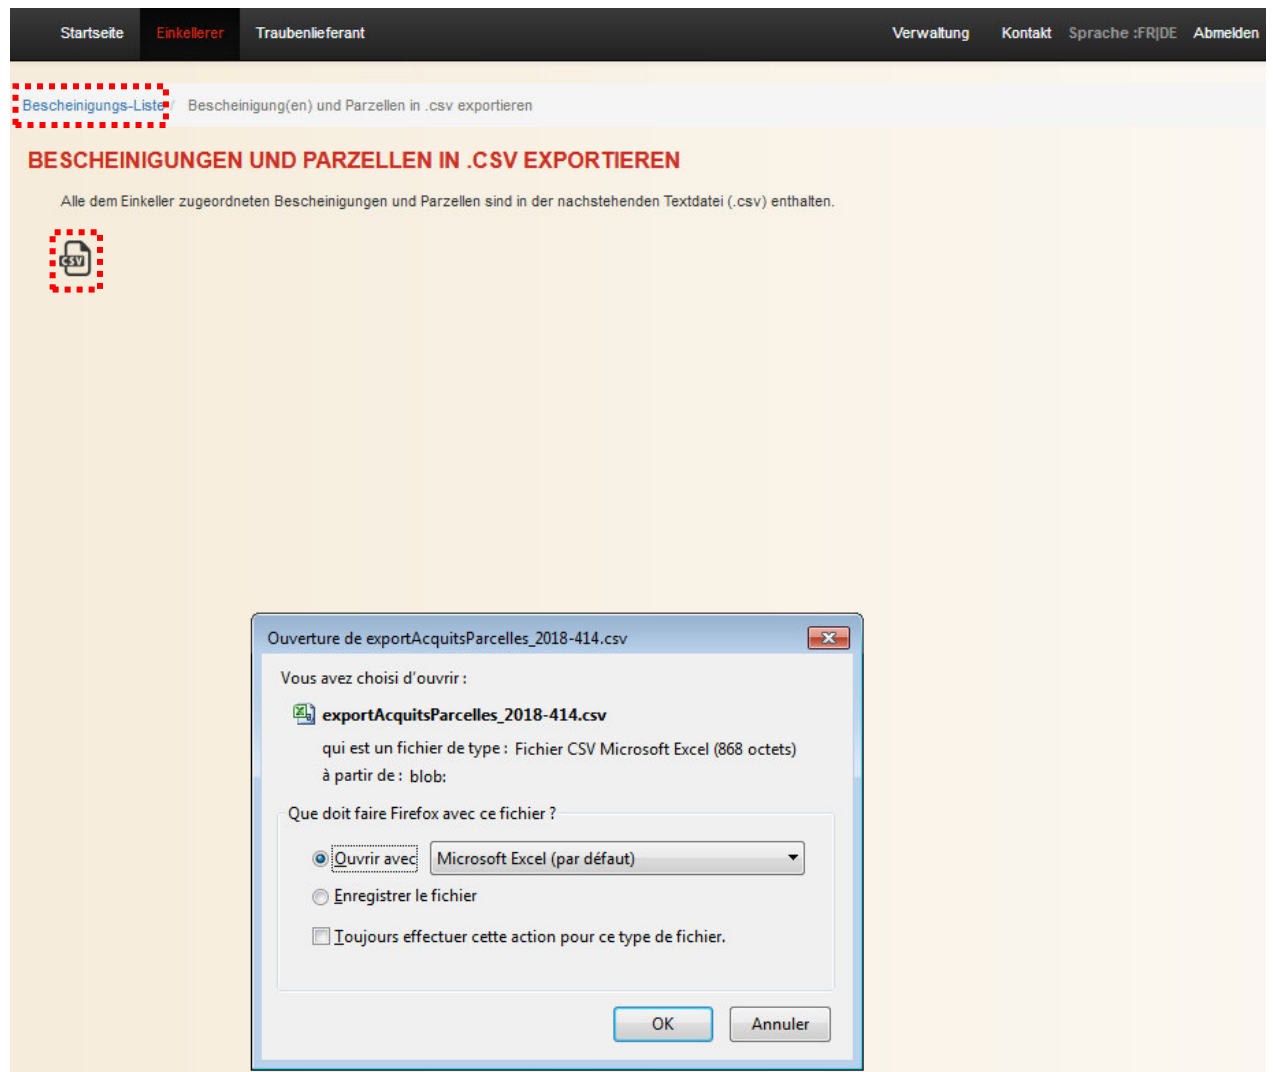 Startseite Einkellerer Traubenlieferant Verwaltung Kontakt Sprache :FR|DE Abmelden
Bescheinigungs-Liste / Bescheinigung(en) und Parzellen in .csv exportieren
BESCHEINIGUNGEN UND PARZELLEN IN .CSV EXPORTIEREN
Alle dem Einkeller zugeordneten Bescheinigungen und Parzellen sind in der nachstehenden Textdatei (.csv) enthalten.
CSV
Ouverture de exportAcquitsParcelles_2018-414.csv
Vous avez choisi d'ouvrir :
exportAcquitsParcelles_2018-414.csv
qui est un fichier de type : Fichier CSV Microsoft Excel (868 octets)
à partir de : blob:
Que doit faire Firefox avec ce fichier ?
Ouvrir avec Microsoft Excel (par défaut)
Enregistrer le fichier
Toujours effectuer cette action pour ce type de fichier.
OK Annuler